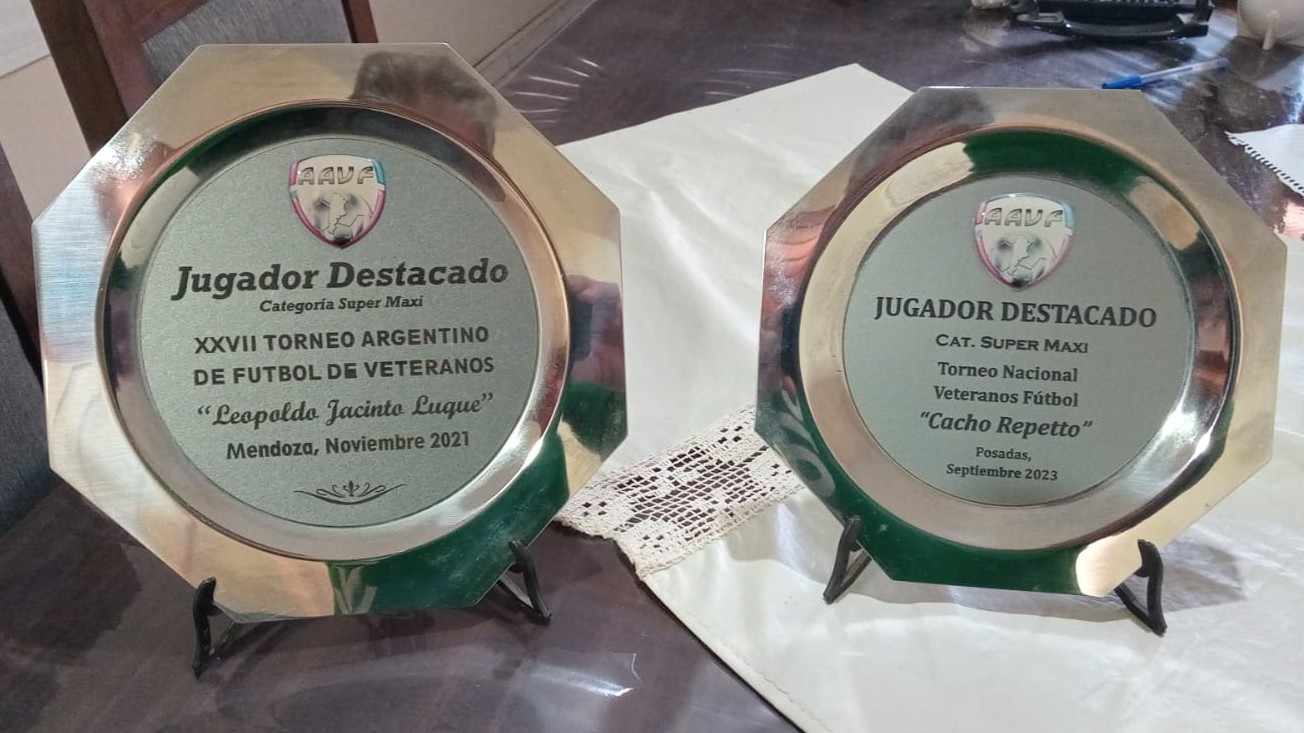 AAVF
Jugador Destacado
Categoría Super Maxi
XXVII TORNEO ARGENTINO
DE FUTBOL DE VETERANOS
“Leopoldo Jacinto Luque”
Mendoza, Noviembre 2021
AAVF
JUGADOR DESTACADO
CAT. SUPER MAXI
Torneo Nacional
Veteranos Fútbol
“Cacho Repetto”
Posadas,
Septiembre 2023